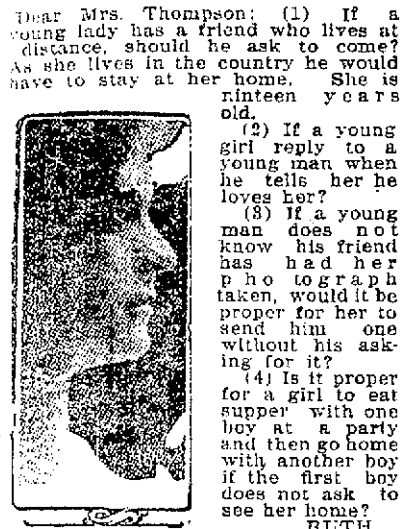 Dear Mrs. Thompson: (1) If a
young lady has a friend who lives at
distance, should he ask to come?
As she lives in the country he would
have to stay at her home. She is
ninteen years
old.
(2) If a young
girl reply to a
young man when
he tells her he
loves her?
(3) If a young
man does not
know his friend
has had her
pho tograph
taken, would it be
proper for her to
send him one
without his ask-
ing for it?
(4) Is it proper
for a girl to eat
supper with one
boy at a party
and then go home
with another boy
if the first boy
does not ask to
see her home?
RUTH.